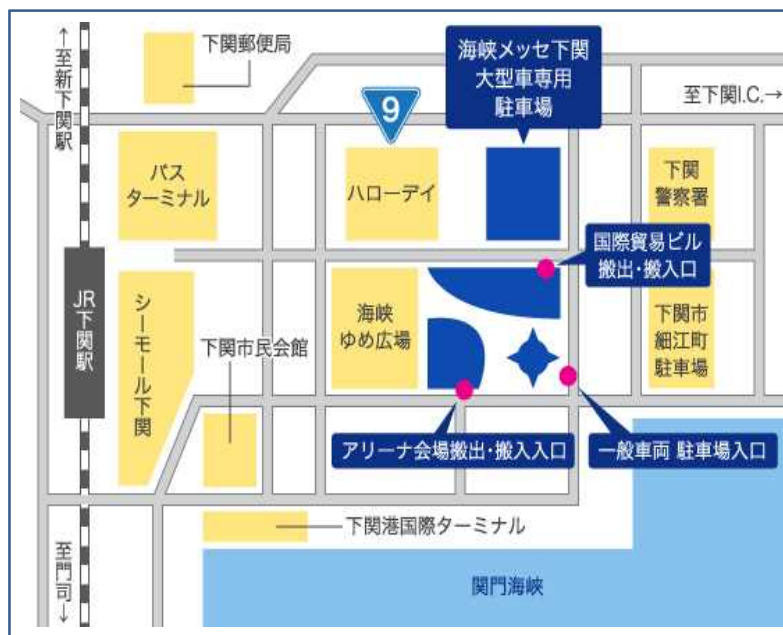 ↑至新下関駅
下関郵便局
海峡メッセ下関
大型車専用
駐車場
至下関I.C.→
9
バス
ターミナル
ハローデイ
下関
警察署
国際貿易ビル
搬出・搬入口
JR下関駅
シーモール下関
海峡
ゆめ広場
下関市
細江町
駐車場
下関市民会館
アリーナ会場搬出・搬入入口
一般車両 駐車場入口
下関港国際ターミナル
至門司→
関門海峡